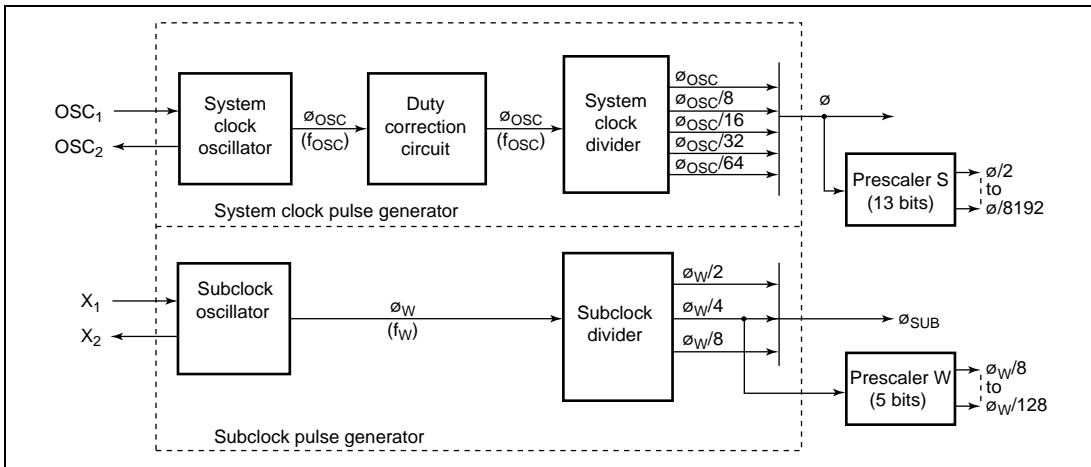 OSC1
OSC2
System
clock
oscillator
øOSC
(fOSC)
Duty
correction
circuit
øOSC
(fOSC)
System
clock
divider
øOSC
øOSC/8
øOSC/16
øOSC/32
øOSC/64
ø
Prescaler S
(13 bits)
ø/2
to
ø/8192
System clock pulse generator
X1
X2
Subclock
oscillator
øW
(fW)
Subclock
divider
øW/2
øW/4
øW/8
øSUB
Prescaler W
(5 bits)
øW/8
to
øW/128
Subclock pulse generator